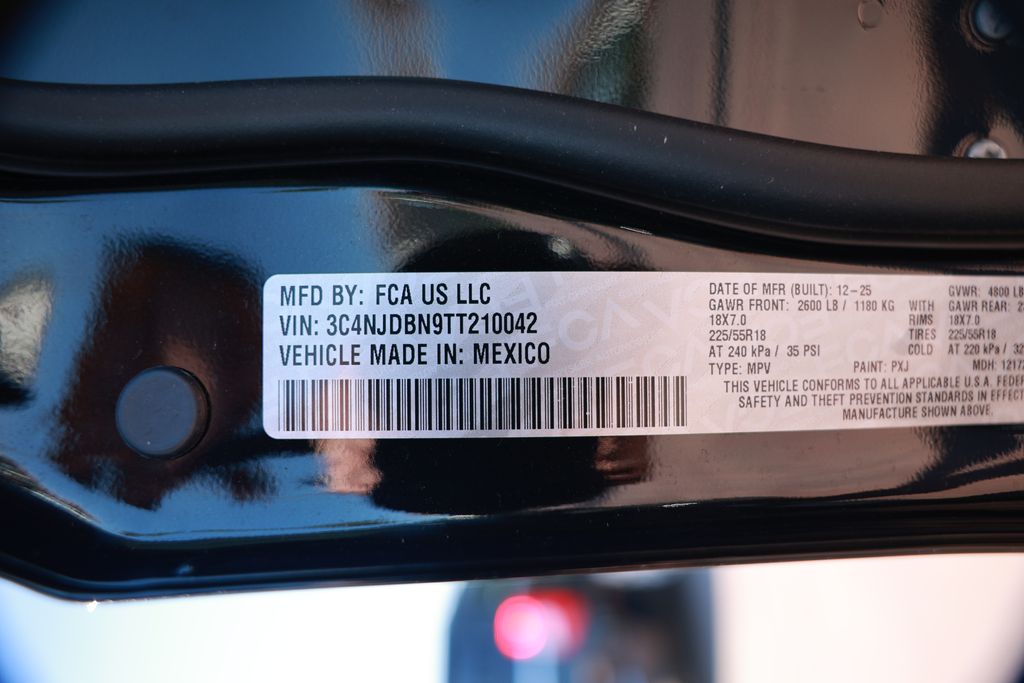 MFD BY: FCA US LLC
VIN: 3C4NJDBN9TT210042
VEHICLE MADE IN: MEXICO
DATE OF MFR (BUILT): 12-25 GVWR: 4800 LB
GAWR FRONT: 2600 LB / 1180 KG WITH GAWR REAR:
18X7.0 RIMS 18X7.0
225/55R18 TIRES 225/55R18
AT 240 kPa / 35 PSI COLD AT 220 kPa /
TYPE: MPV PAINT: PXJ MDH:
THIS VEHICLE CONFORMS TO ALL APPLICABLE U.S.A.
SAFETY AND THEFT PREVENTION STANDARDS IN
MANUFACTURE SHOWN ABOVE.